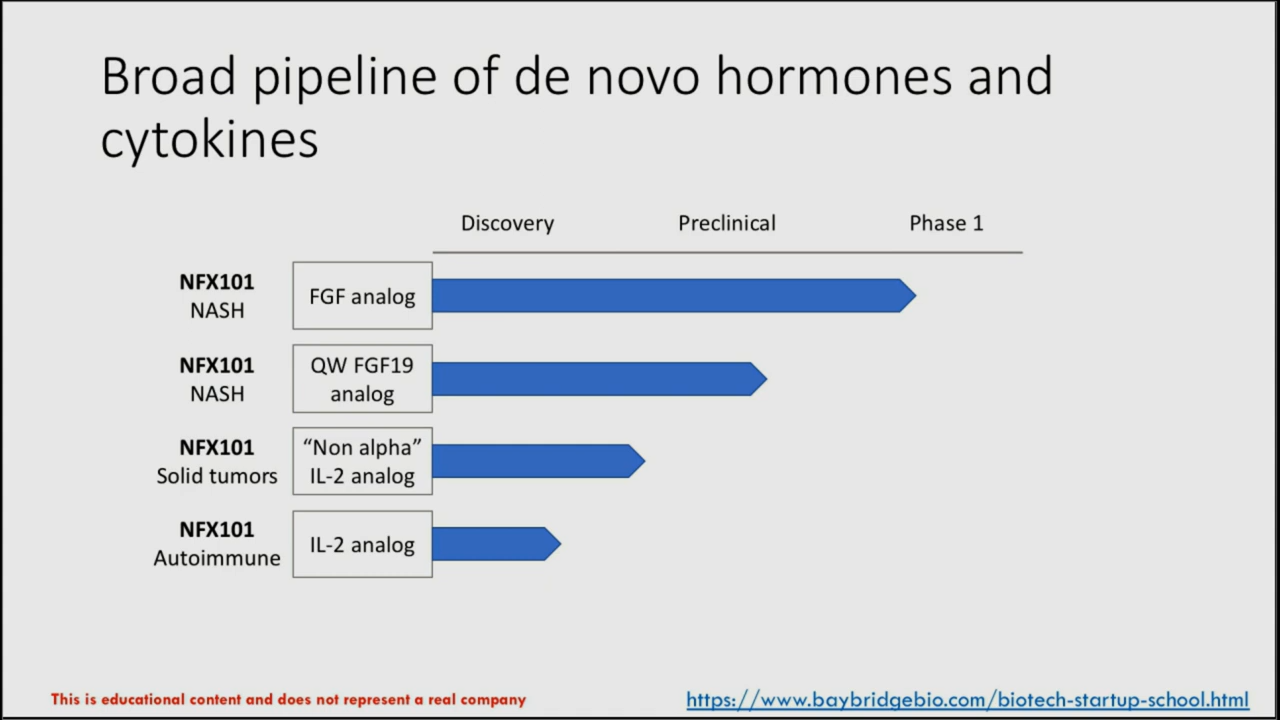 Broad pipeline of de novo hormones and
cytokines
Discovery Preclinical Phase 1
NFX101
NASH
FGF analog
NFX101
NASH
QW FGF19
analog
NFX101
Solid tumors
“Non alpha”
IL-2 analog
NFX101
Autoimmune
IL-2 analog
This is educational content and does not represent a real company
https://www.baybridgebio.com/biotech-startup-school.html